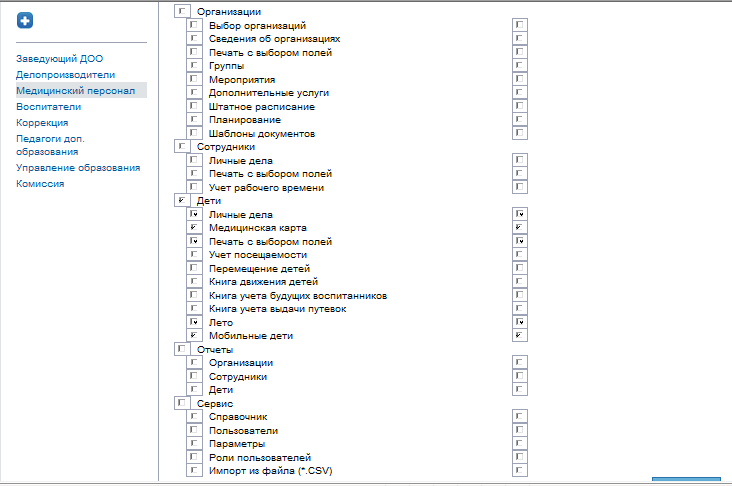 Заведующий ДОО
Делопроизводители
Медицинский персонал
Воспитатели
Коррекция
Педагоги доп.
образования
Управление образования
Комиссия
Организации
Выбор организаций
Сведения об организациях
Печать с выбором полей
Группы
Мероприятия
Дополнительные услуги
Штатное расписание
Планирование
Шаблоны документов
Сотрудники
Личные дела
Печать с выбором полей
Учет рабочего времени
Дети
Личные дела
Медицинская карта
Печать с выбором полей
Учет посещаемости
Перемещение детей
Книга движения детей
Книга учета будущих воспитанников
Книга учета выдачи путевок
Лето
Мобильные дети
Отчеты
Организации
Сотрудники
Дети
Сервис
Справочник
Пользователи
Параметры
Роли пользователей
Импорт из файла (*.CSV)